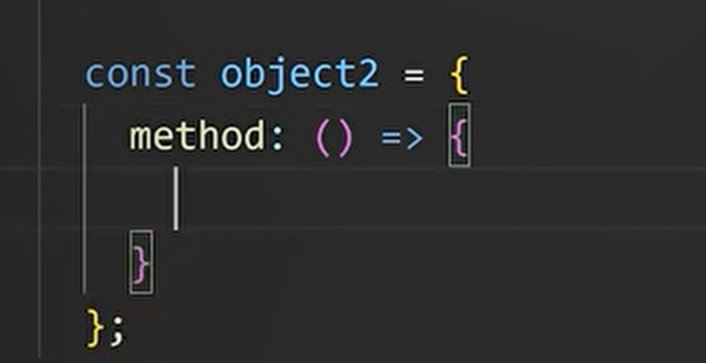 const object2 = {
  method: () => {

  }
};